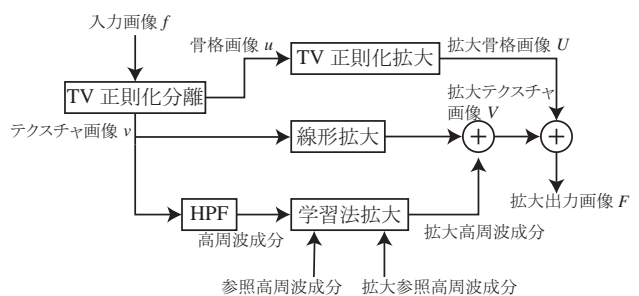 入力画像 f
骨格画像 u
TV 正則化拡大
拡大骨格画像 U
TV 正則化分離
テクスチャ画像 v
拡大テクスチャ
画像 V
線形拡大
+
+
HPF
高周波成分
学習法拡大
拡大高周波成分
拡大出力画像 F
参照高周波成分
拡大参照高周波成分